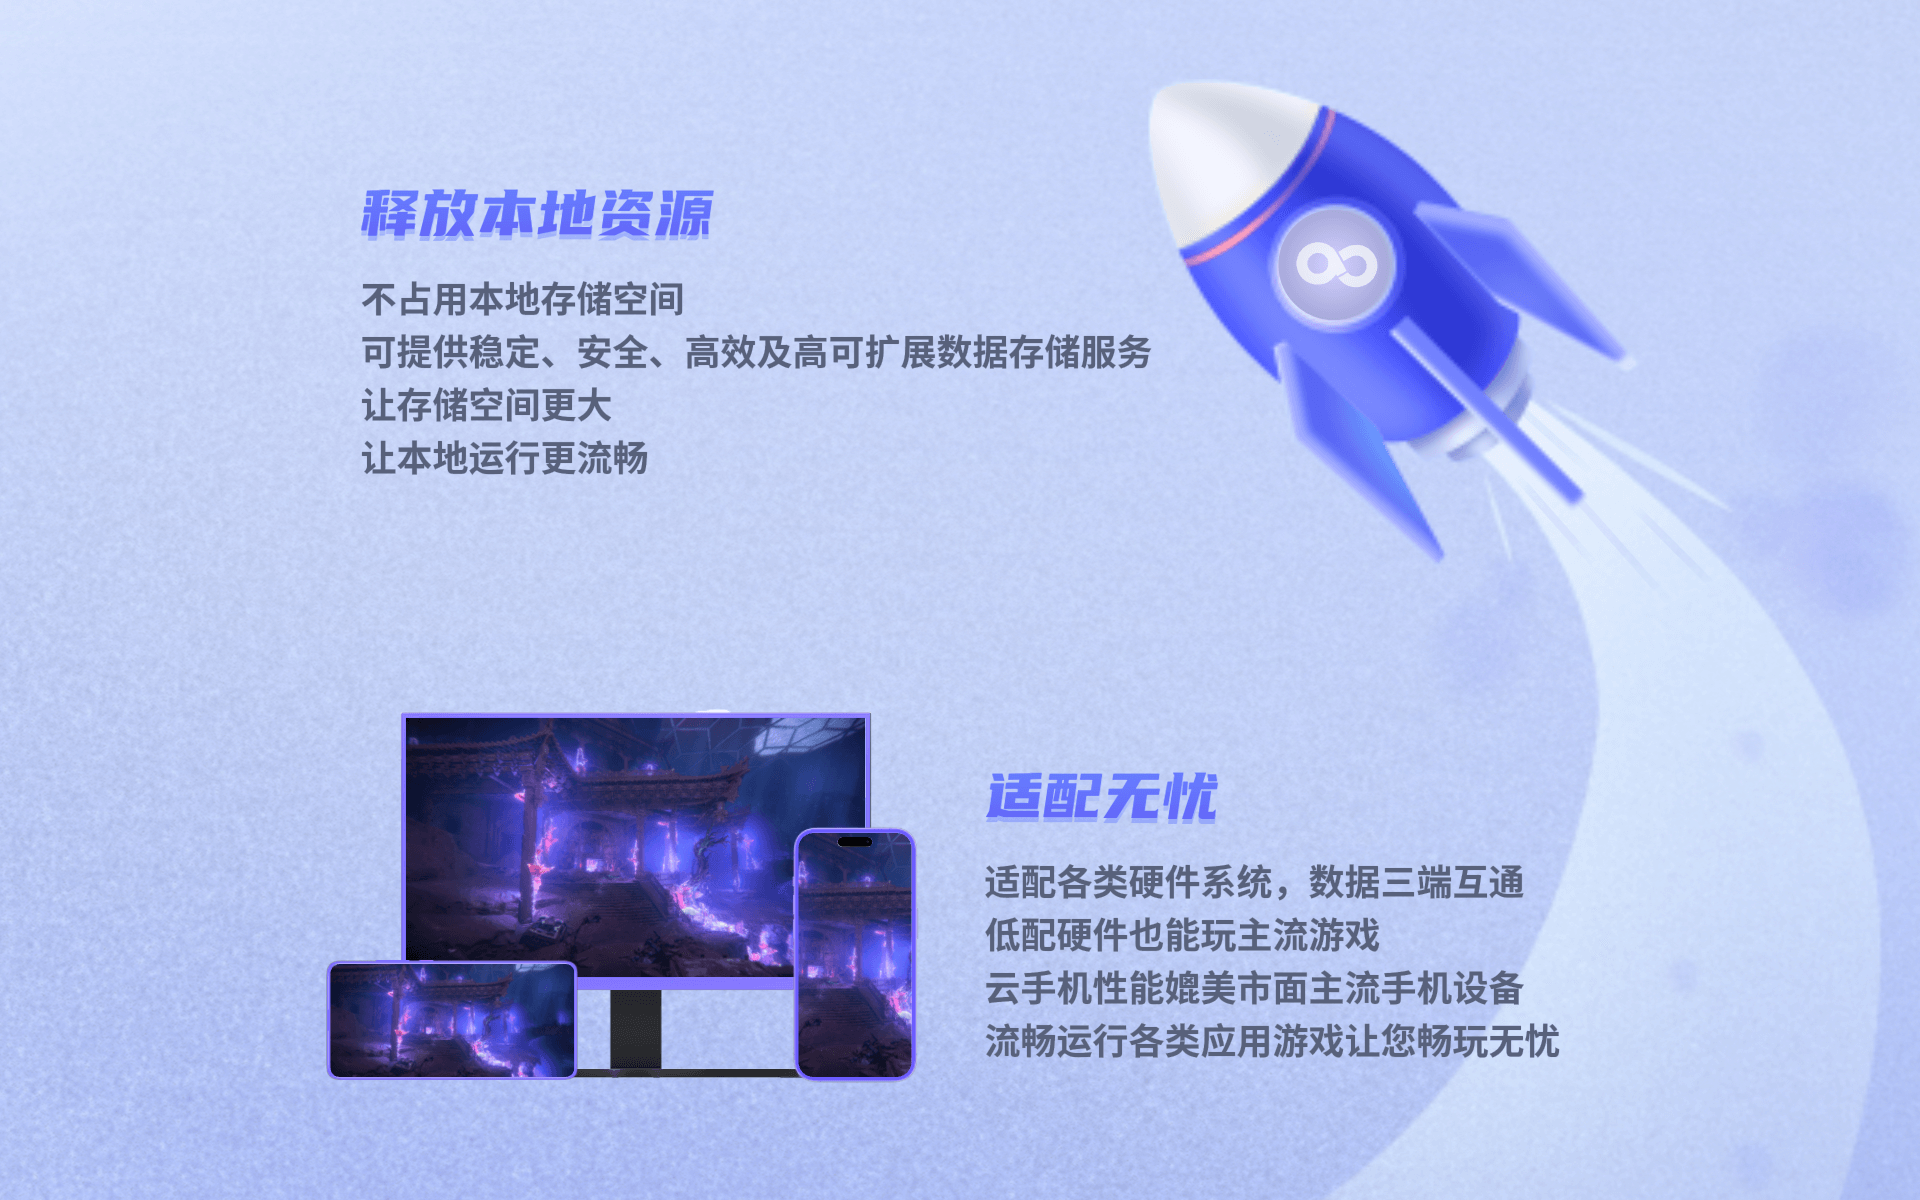 释放本地资源
不占用本地存储空间
可提供稳定、安全、高效及高可扩展数据存储服务
让存储空间更大
让本地运行更流畅
适配无忧
适配各类硬件系统，数据三端互通
低配硬件也能玩主流游戏
云手机性能媲美市面主流手机设备
流畅运行各类应用游戏让您畅玩无忧